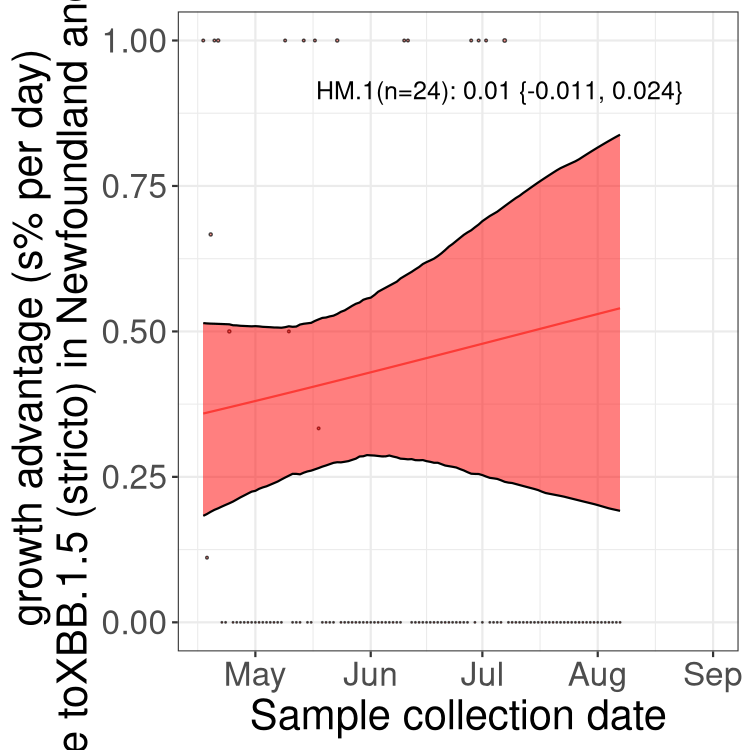 growth advantage (s% per day)
e toXBB.1.5 (stricto) in Newfoundland and
1.00
0.75
0.50
0.25
0.00
HM.1(n=24): 0.01 {-0.011, 0.024}
May Jun Jul Aug Sep
Sample collection date